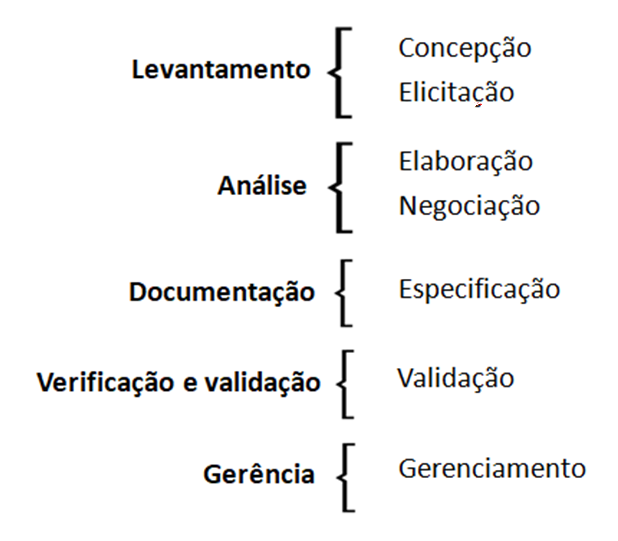 Levantamento
Concepção
Elicitação
Análise
Elaboração
Negociação
Documentação
Especificação
Verificação e validação
Validação
Gerência
Gerenciamento